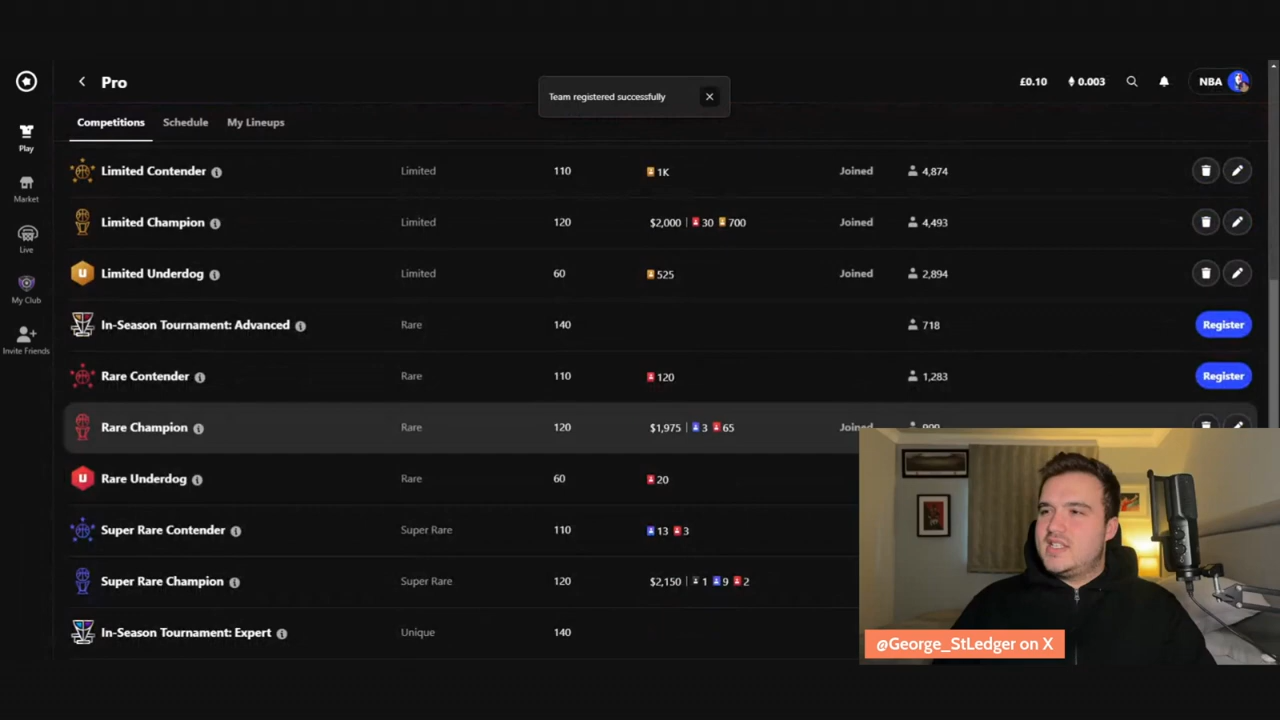 Pro
Team registered successfully
£0.10
0.003
NBA
Competitions Schedule My Lineups
Play
Market
Live
My Club
Invite Friends
Limited Contender Limited 110 1K Joined 4,874
Limited Champion Limited 120 $2,000 | 30 700 Joined 4,493
Limited Underdog Limited 60 525 Joined 2,894
In-Season Tournament: Advanced Rare 140 718 Register
Rare Contender Rare 110 120 1,283 Register
Rare Champion Rare 120 $1,975 | 3 65 Joined
Rare Underdog Rare 60 20
Super Rare Contender Super Rare 110 13 3
Super Rare Champion Super Rare 120 $2,150 | 1 9 2
In-Season Tournament: Expert Unique 140
@George_StLedger on X